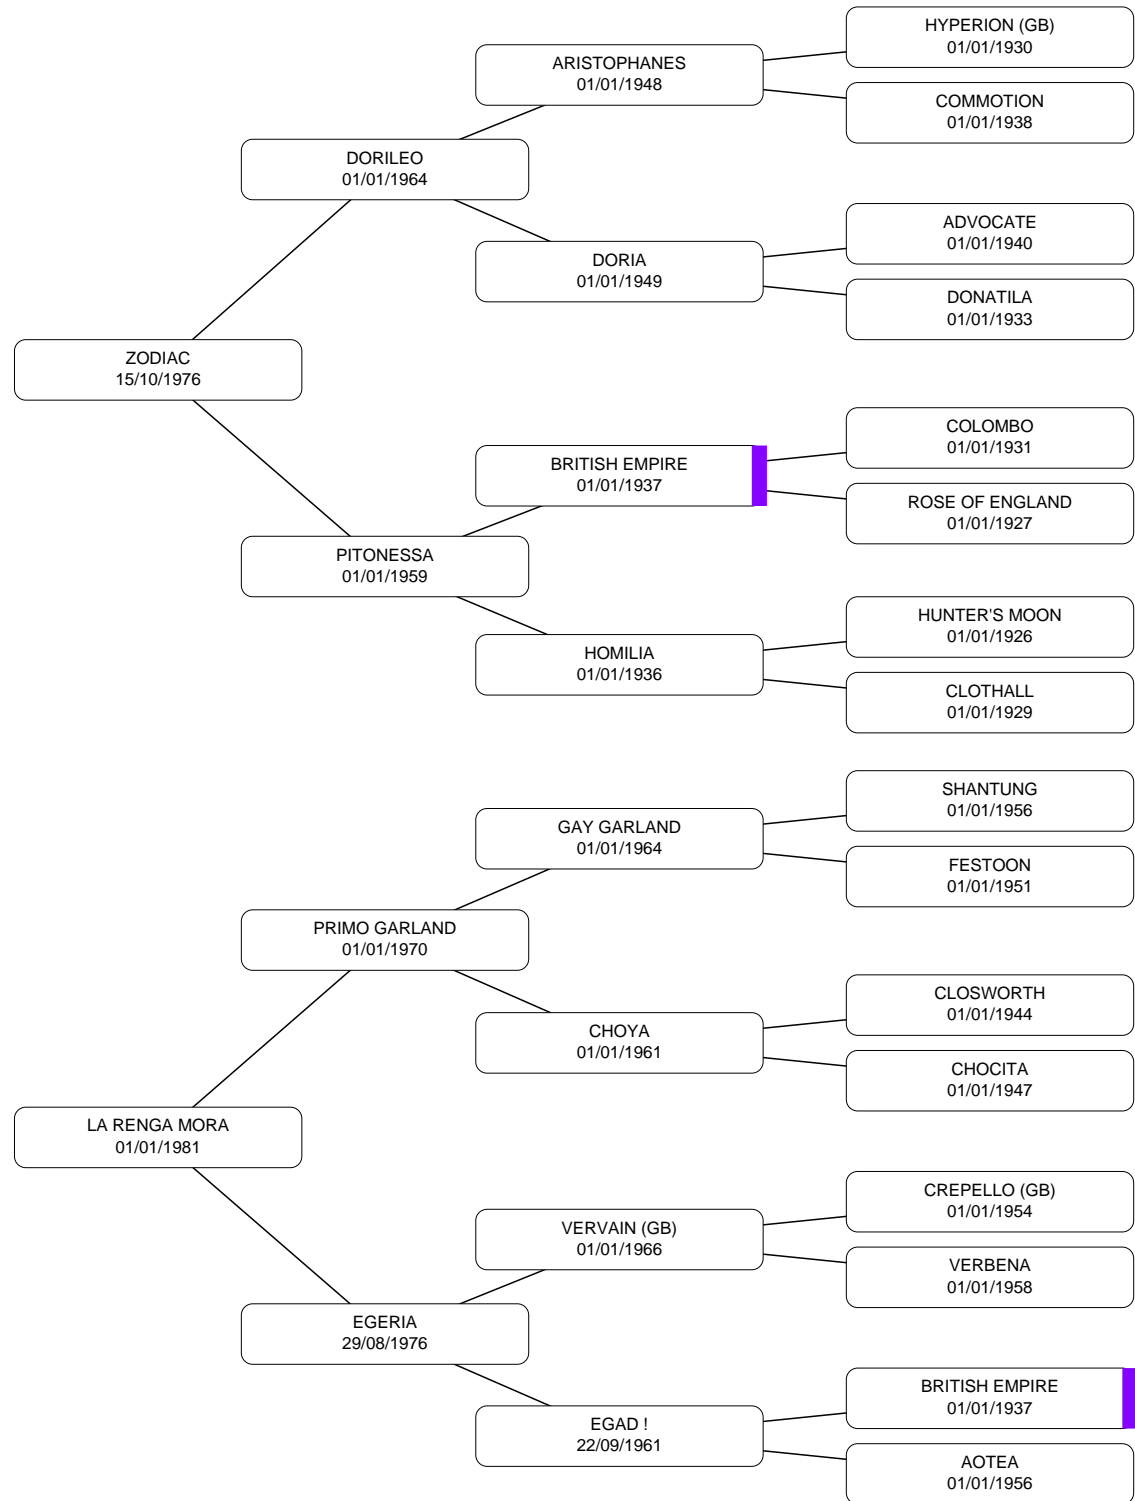 HYPERION (GB)
01/01/1930
ARISTOPHANES
01/01/1948
COMMOTION
01/01/1938
DORILEO
01/01/1964
ADVOCATE
01/01/1940
DORIA
01/01/1949
DONATILA
01/01/1933
ZODIAC
15/10/1976
COLOMBO
01/01/1931
BRITISH EMPIRE
01/01/1937
ROSE OF ENGLAND
01/01/1927
PITONESSA
01/01/1959
HUNTER'S MOON
01/01/1926
HOMILIA
01/01/1936
CLOTHALL
01/01/1929
SHANTUNG
01/01/1956
GAY GARLAND
01/01/1964
FESTOON
01/01/1951
PRIMO GARLAND
01/01/1970
CLOSWORTH
01/01/1944
CHOYA
01/01/1961
CHOCITA
01/01/1947
LA RENGA MORA
01/01/1981
CREPELLO (GB)
01/01/1954
VERVAIN (GB)
01/01/1966
VERBENA
01/01/1958
EGERIA
29/08/1976
BRITISH EMPIRE
01/01/1937
EGAD !
22/09/1961
AOTEA
01/01/1956